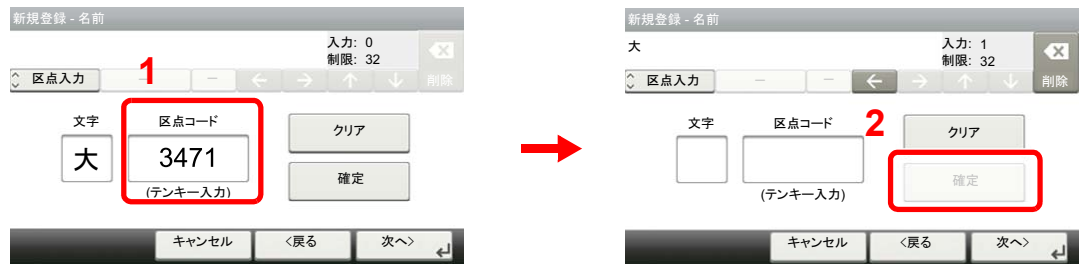 新規登録 - 名前
入力: 0
制限: 32
1
区点入力
削除
文字
区点コード
クリア
大
3471
確定
(テンキー入力)
キャンセル
<戻る
次へ>
新規登録 - 名前
大
入力: 1
制限: 32
区点入力
削除
文字
区点コード
2
クリア
確定
(テンキー入力)
キャンセル
<戻る
次へ>